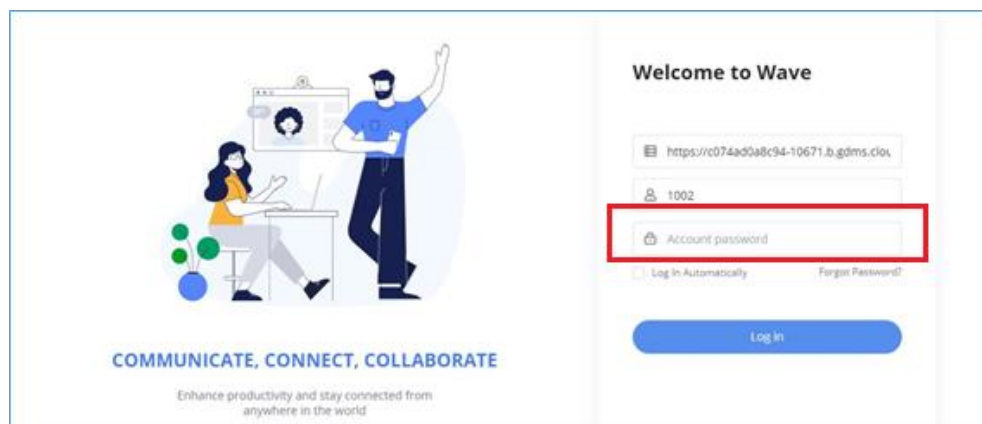 Welcome to Wave
https://c074ad0a8c94-10671.b.gdms.clou
1002
Account password
Log In Automatically
Forgot Password?
Log in
COMMUNICATE, CONNECT, COLLABORATE
Enhance productivity and stay connected from
anywhere in the world